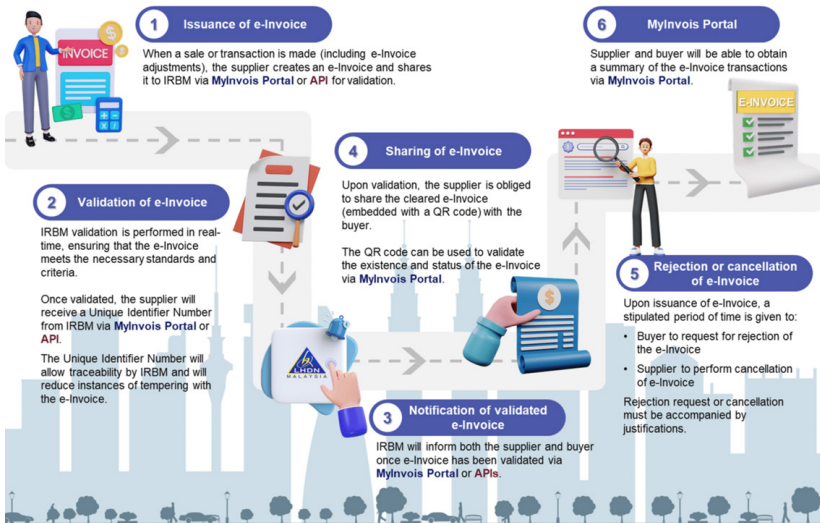 1
Issuance of e-Invoice
When a sale or transaction is made (including e-Invoice
adjustments), the supplier creates an e-Invoice and shares
it to IRBM via MyInvois Portal or API for validation.
INVOICE
2
Validation of e-Invoice
IRBM validation is performed in real-
time, ensuring that the e-Invoice
meets the necessary standards and
criteria.
Once validated, the supplier will
receive a Unique Identifier Number
from IRBM via MyInvois Portal or
API.
The Unique Identifier Number will
allow traceability by IRBM and will
reduce instances of tempering with
the e-Invoice.
LHDN
MALAYSIA
3
Notification of validated
e-Invoice
IRBM will inform both the supplier and buyer
once e-Invoice has been validated via
MyInvois Portal or APIs.
4
Sharing of e-Invoice
Upon validation, the supplier is obliged
to share the cleared e-Invoice
(embedded with a QR code) with the
buyer.
The QR code can be used to validate
the existence and status of the e-Invoice
via MyInvois Portal.
5
Rejection or cancellation
of e-Invoice
Upon issuance of e-Invoice, a
stipulated period of time is given to:
• Buyer to request for rejection of
the e-Invoice
• Supplier to perform cancellation
of e-Invoice
Rejection request or cancellation
must be accompanied by
justifications.
6
MyInvois Portal
Supplier and buyer will be able to obtain
a summary of the e-Invoice transactions
via MyInvois Portal.
E-INVOICE